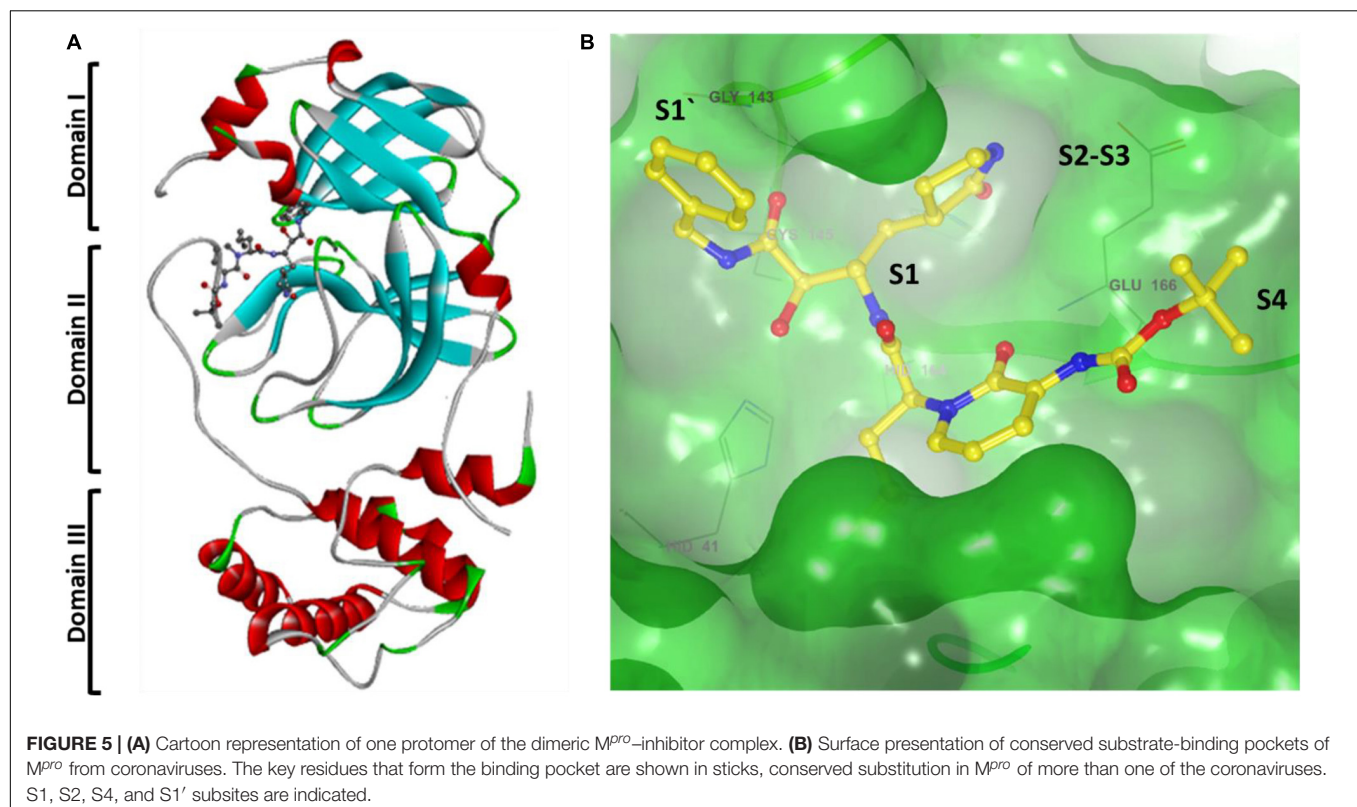 A
Domain I
Domain II
Domain III
B
S1`
GLY 143
S2-S3
CYS 145
S1
GLU 166
S4
HID 41
FIGURE 5 | (A) Cartoon representation of one protomer of the dimeric Mpro–inhibitor complex. (B) Surface presentation of conserved substrate-binding pockets of
Mpro from coronaviruses. The key residues that form the binding pocket are shown in sticks, conserved substitution in Mpro of more than one of the coronaviruses.
S1, S2, S4, and S1′ subsites are indicated.